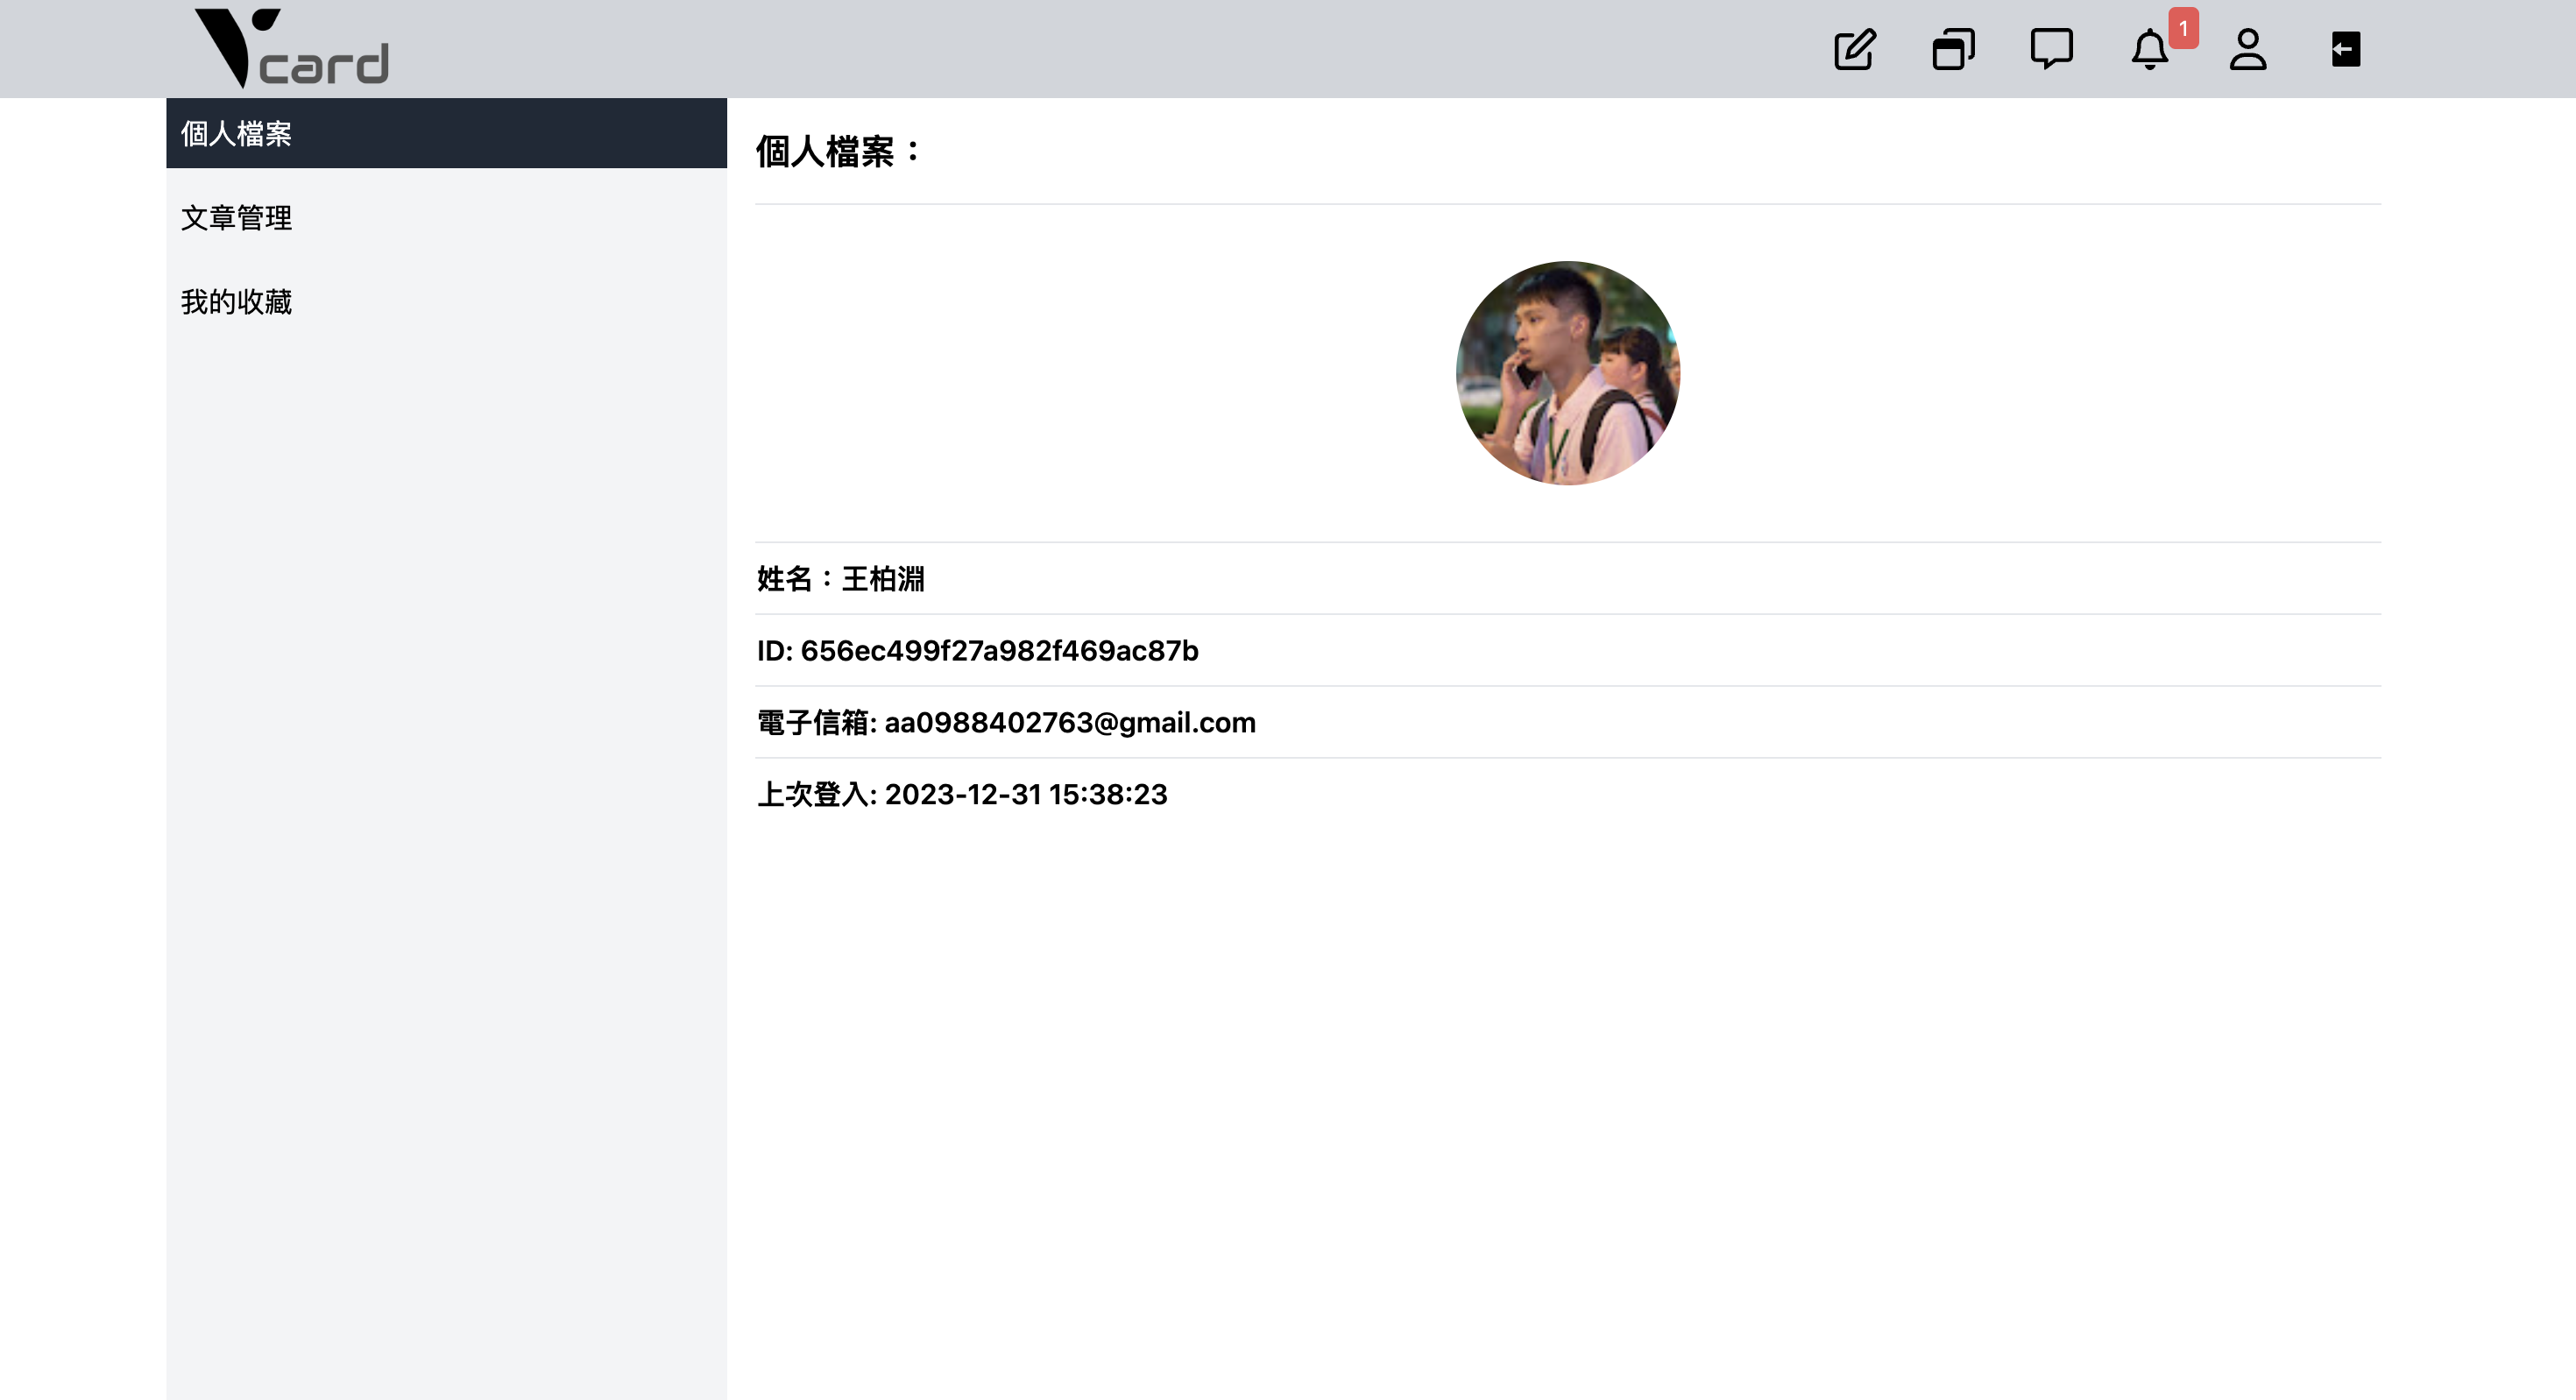 Vcard
1
個人檔案
文章管理
我的收藏
個人檔案：
姓名：王柏淵
ID: 656ec499f27a982f469ac87b
電子信箱: aa0988402763@gmail.com
上次登入: 2023-12-31 15:38:23